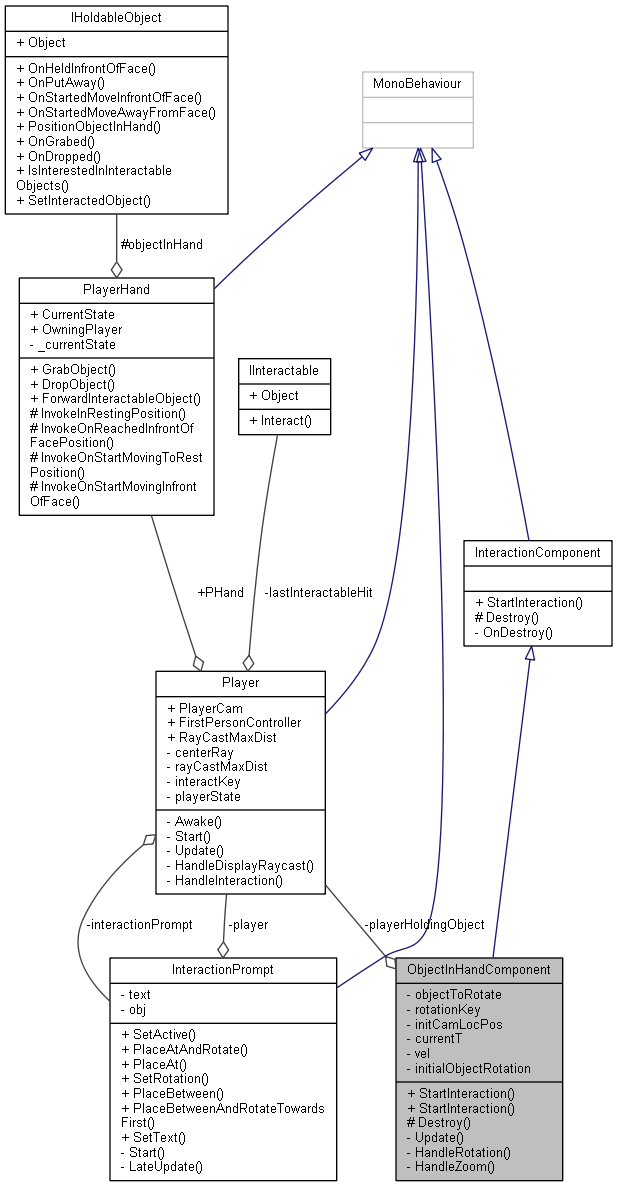 IHoldableObject
+ Object
+ OnHeldInfrontOfFace()
+ OnPutAway()
+ OnStartedMoveInfrontOfFace()
+ OnStartedMoveAwayFromFace()
+ PositionObjectInHand()
+ OnGrabed()
+ OnDropped()
+ IsInterestedInInteractable
Objects()
+ SetInteractedObject()
MonoBehaviour
#objectInHand
PlayerHand
+ CurrentState
+ OwningPlayer
- _currentState
+ GrabObject()
+ DropObject()
+ ForwardInteractableObject()
# InvokeInRestingPosition()
# InvokeOnReachedInfrontOf
FacePosition()
# InvokeOnStartMovingToRest
Position()
# InvokeOnStartMovingInfront
OfFace()
IInteractable
+ Object
+ Interact()
InteractionComponent
+ StartInteraction()
# Destroy()
- OnDestroy()
+PHand
-lastInteractableHit
Player
+ PlayerCam
+ FirstPersonController
+ RayCastMaxDist
- centerRay
- rayCastMaxDist
- interactKey
- playerState
- Awake()
- Start()
- Update()
- HandleDisplayRaycast()
- HandleInteraction()
-interactionPrompt
-player
-playerHoldingObject
InteractionPrompt
- text
- obj
+ SetActive()
+ PlaceAtAndRotate()
+ PlaceAt()
+ SetRotation()
+ PlaceBetween()
+ PlaceBetweenAndRotateTowards
First()
+ SetText()
- Start()
- LateUpdate()
ObjectInHandComponent
- objectToRotate
- rotationKey
- initCamLocPos
- currentT
- vel
- initialObjectRotation
+ StartInteraction()
+ StartInteraction()
# Destroy()
- Update()
- HandleRotation()
- HandleZoom()